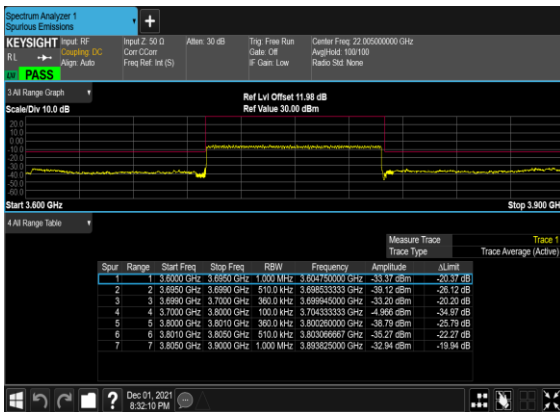 Spectrum Analyzer 1
Spurious Emissions
KEYSIGHT Input: RF Input Z: 50 Ω Atten: 30 dB Trig: Free Run Center Freq: 22.005000000 GHz
RL Coupling: DC Corr CCorr Gate: Off Avg|Hold: 100/100
Align: Auto Freq Ref: Int (S) IF Gain: Low Radio Std: None
PASS
3 All Range Graph
Ref Lvl Offset 11.98 dB
Scale/Div 10.0 dB Ref Value 30.00 dBm
20.0
10.0
0.00
-10.0
-20.0
-30.0
-40.0
-50.0
-60.0
Start 3.600 GHz Stop 3.900 GH
4 All Range Table
Measure Trace Trace 1
Trace Type Trace Average (Active)
Spur Range Start Freq Stop Freq RBW Frequency Amplitude ΔLimit
1 1 3.6000 GHz 3.6950 GHz 1.000 MHz 3.604750000 GHz -33.37 dBm -20.37 dB
2 2 3.6950 GHz 3.6990 GHz 510.0 kHz 3.698533333 GHz -39.12 dBm -26.12 dB
3 3 3.6990 GHz 3.7000 GHz 360.0 kHz 3.699945000 GHz -33.20 dBm -20.20 dB
4 4 3.7000 GHz 3.8000 GHz 100.0 kHz 3.704333333 GHz -4.966 dBm -34.97 dB
5 5 3.8000 GHz 3.8010 GHz 360.0 kHz 3.800260000 GHz -38.79 dBm -25.79 dB
6 6 3.8010 GHz 3.8050 GHz 510.0 kHz 3.803066667 GHz -35.27 dBm -22.27 dB
7 7 3.8050 GHz 3.9000 GHz 1.000 MHz 3.893825000 GHz -32.94 dBm -19.94 dB
? Dec 01, 2021
8:32:10 PM